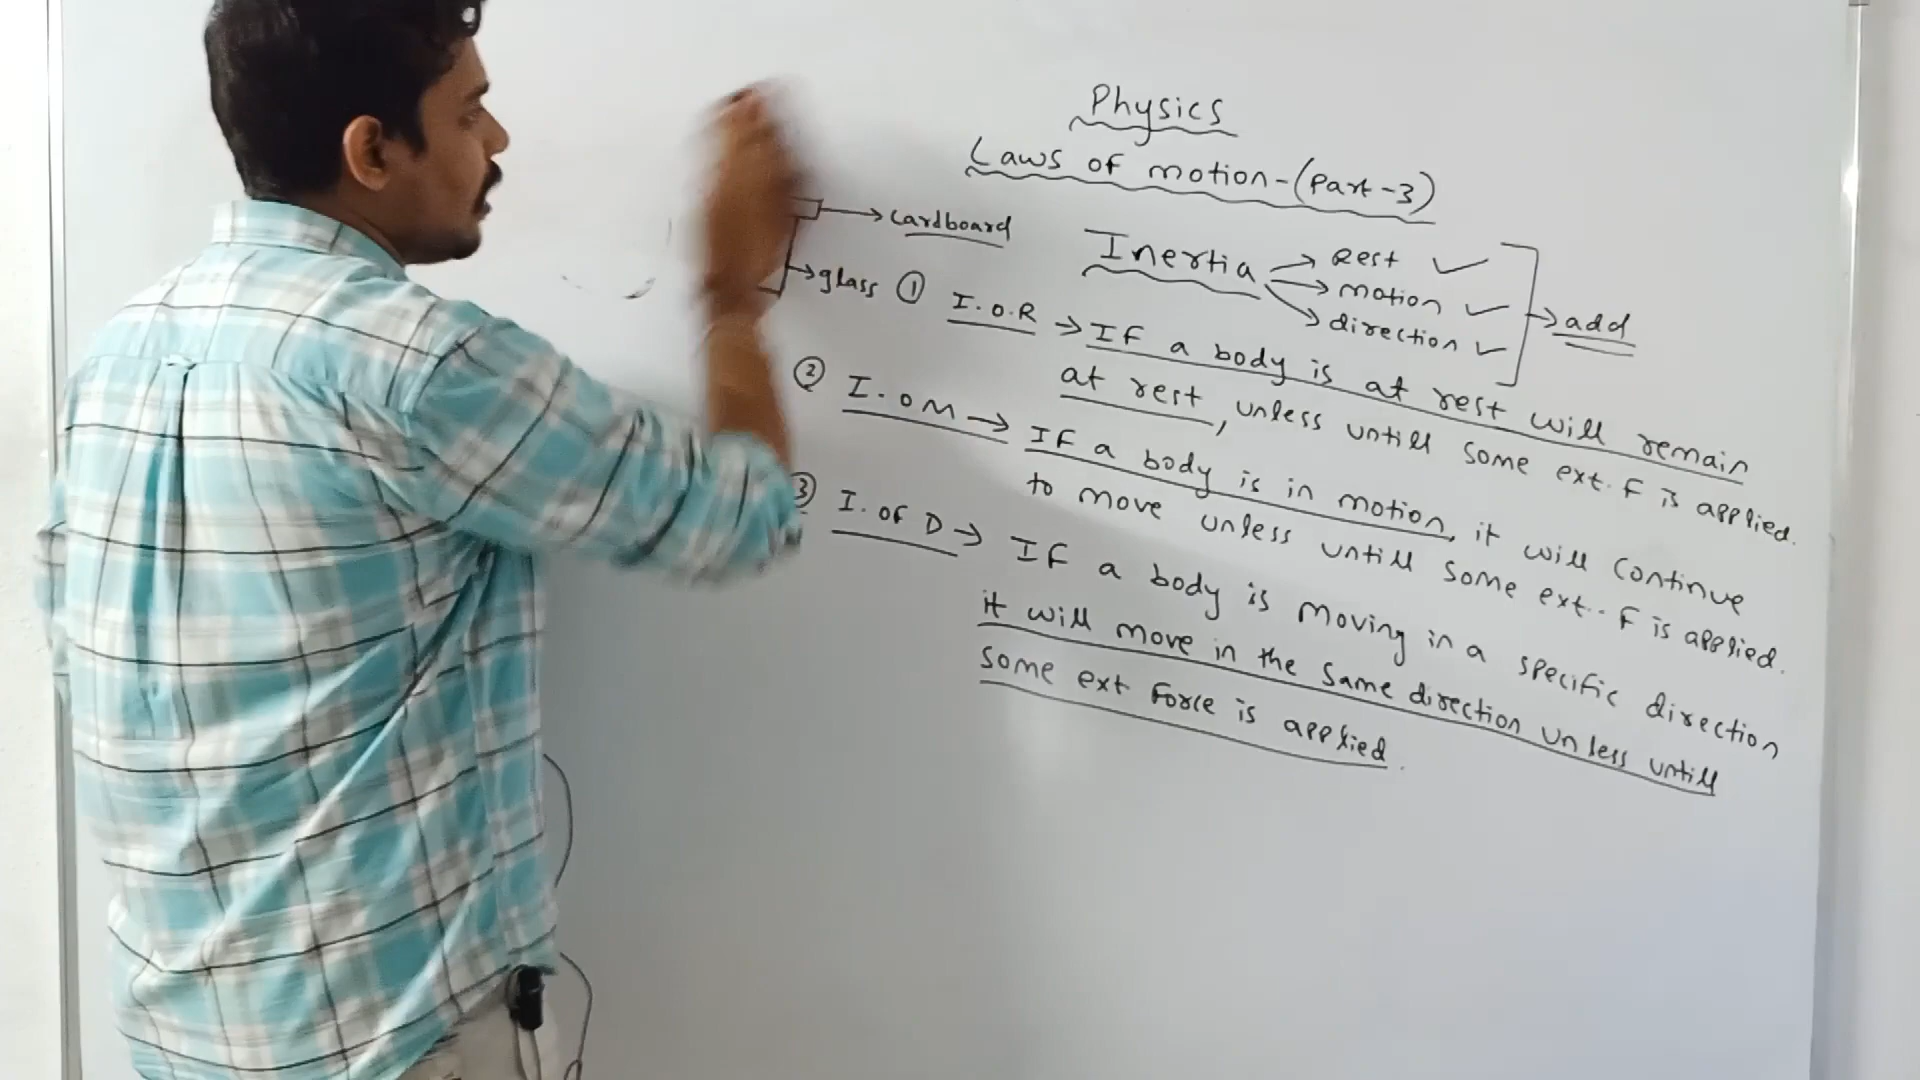 Physics
Laws of motion - (Part - 3)
cardboard
glass
Inertia
Rest
motion
direction
add
① I.O.R → If a body is at rest will remain
at rest, unless untill some ext. F is applied.
② I.OM → If a body is in motion, it will continue
to move unless untill some ext.. F is applied.
③ I. OF D → If a body is moving in a specific direction
it will move in the same direction unless untill
some ext Force is applied.